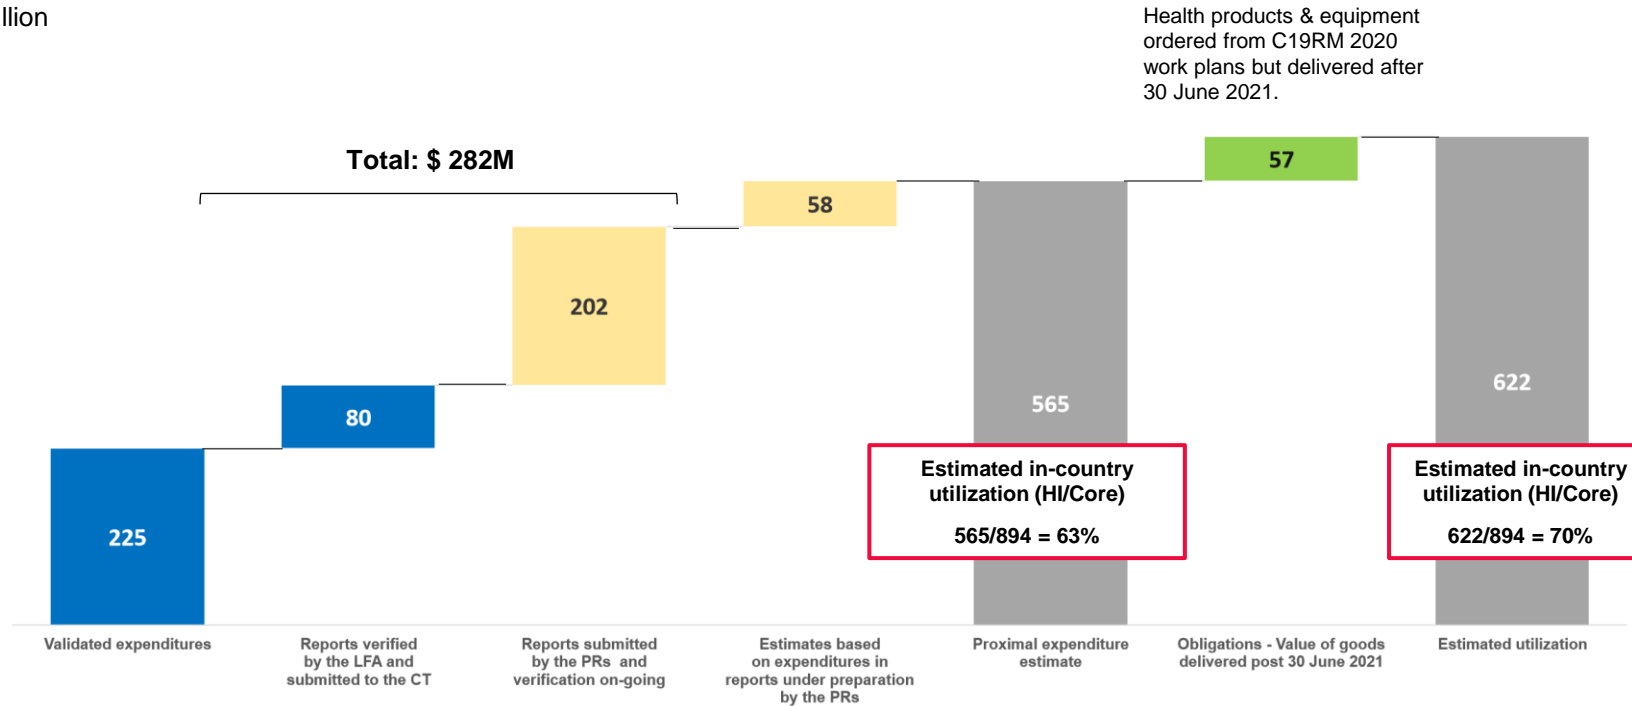 llion
Health products & equipment
ordered from C19RM 2020
work plans but delivered after
30 June 2021.
Total: $ 282M
225
80
202
58
565
57
622
Estimated in-country
utilization (HI/Core)
565/894 = 63%
Estimated in-country
utilization (HI/Core)
622/894 = 70%
Validated expenditures
Reports verified
by the LFA and
submitted to the CT
Reports submitted
by the PRs and
verification on-going
Estimates based
on expenditures in
reports under preparation
by the PRs
Proximal expenditure
estimate
Obligations - Value of goods
delivered post 30 June 2021
Estimated utilization